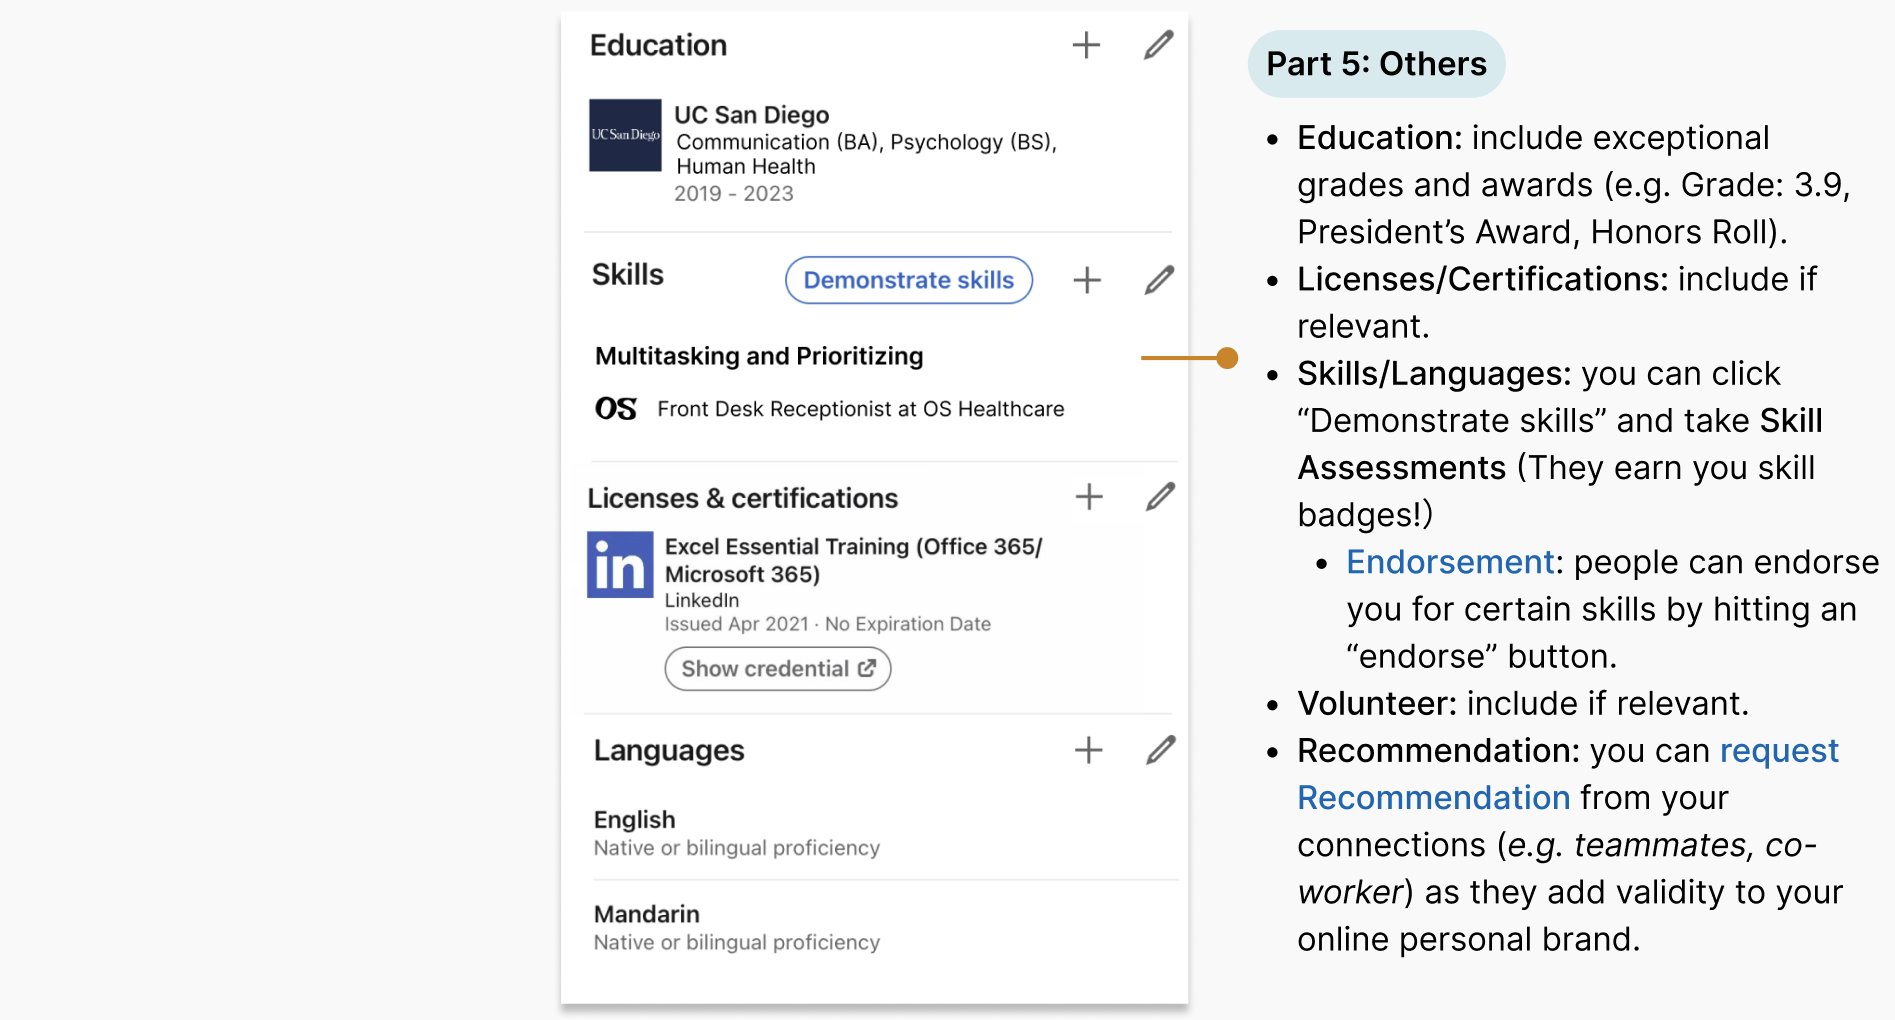 Education
UC San Diego
UC San Diego
Communication (BA), Psychology (BS),
Human Health
2019 - 2023
Skills
Demonstrate skills
Multitasking and Prioritizing
OS
Front Desk Receptionist at OS Healthcare
Licenses & certifications
in
Excel Essential Training (Office 365/
Microsoft 365)
LinkedIn
Issued Apr 2021 · No Expiration Date
Show credential
Languages
English
Native or bilingual proficiency
Mandarin
Native or bilingual proficiency
Part 5: Others
• Education: include exceptional
grades and awards (e.g. Grade: 3.9,
President’s Award, Honors Roll).
• Licenses/Certifications: include if
relevant.
• Skills/Languages: you can click
“Demonstrate skills” and take Skill
Assessments (They earn you skill
badges!)
• Endorsement: people can endorse
you for certain skills by hitting an
“endorse” button.
• Volunteer: include if relevant.
• Recommendation: you can request
Recommendation from your
connections (e.g. teammates, co-
worker) as they add validity to your
online personal brand.